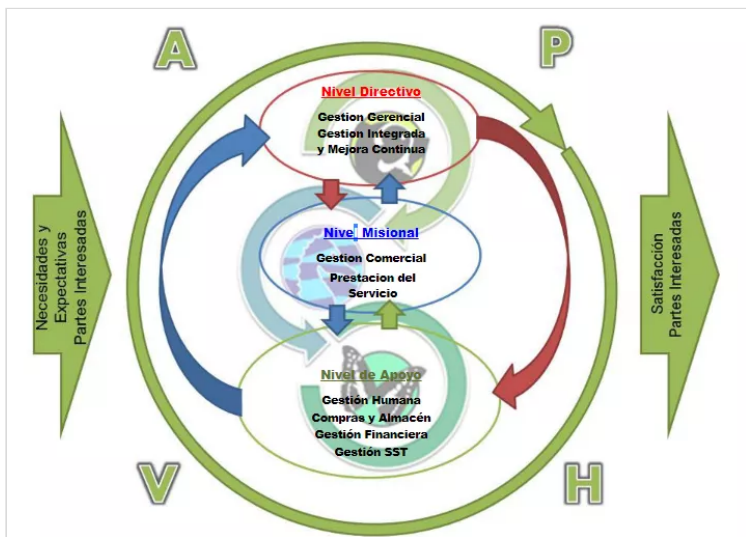 A
P
Necesidades y
Expectativas
Partes Interesadas
Nivel Directivo
Gestion Gerencial
Gestion Integrada
y Mejora Continua
Nivel Misional
Gestion Comercial
Prestacion del
Servicio
Nivel de Apoyo
Gestión Humana
Compras y Almacén
Gestión Financiera
Gestión SST
Satisfacción
Partes Interesadas
V
H